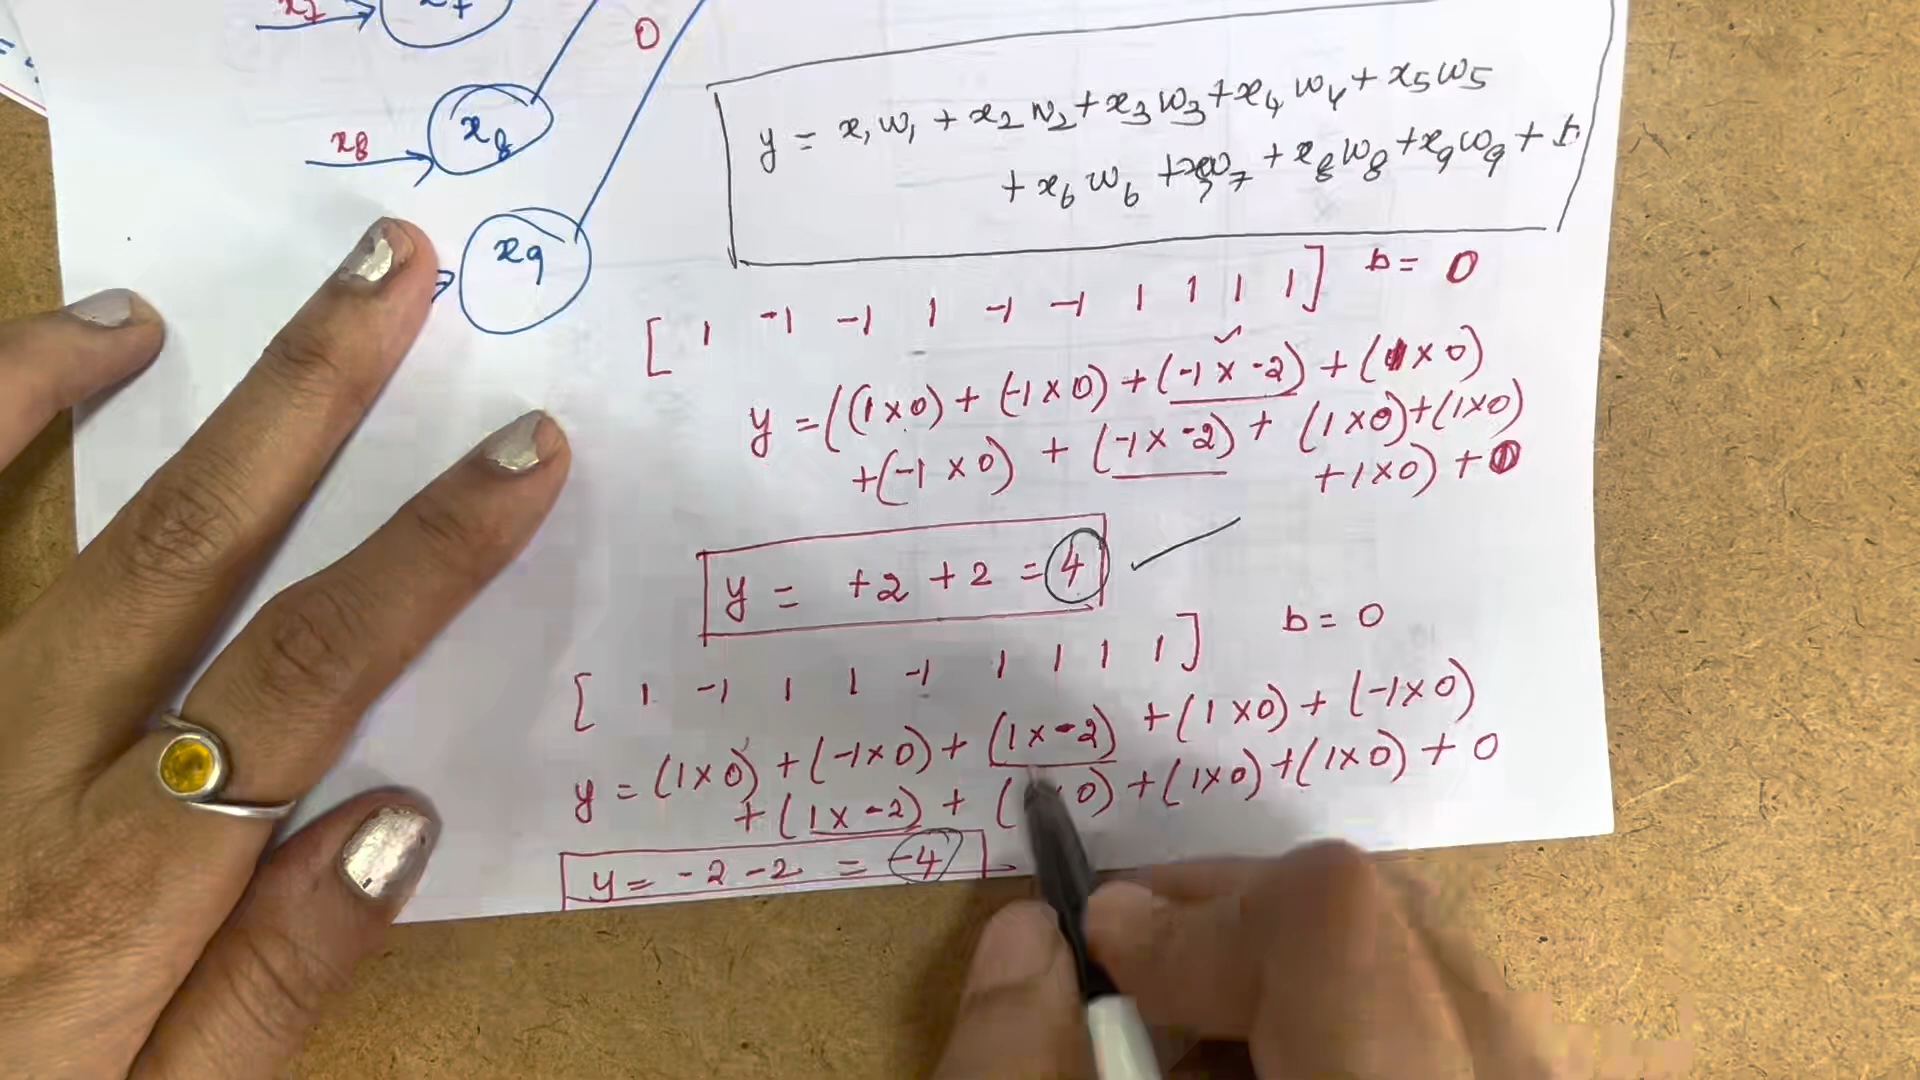 x7
x7
0
x8
x8
x9
y = x1w1 + x2w2 + x3w3 + x4w4 + x5w5
+ x6w6 + x7w7 + x8w8 + x9w9 + b
[ 1 -1 -1 1 -1 -1 1 1 1 1 ] b = 0
y = ((1×0) + (-1×0) + (-1 × -2) + (1×0)
+ (-1×0) + (-1× -2) + (1×0) + (1×0)
+ 1×0) + 0
y = +2 +2 = 4
[ 1 -1 1 1 -1 1 1 1 1 ] b = 0
y = (1×0) + (-1×0) + (1×-2) + (1×0) + (-1×0)
+ (1× -2) + ( 0) + (1×0) + (1×0) + 0
y = -2 -2 = -4